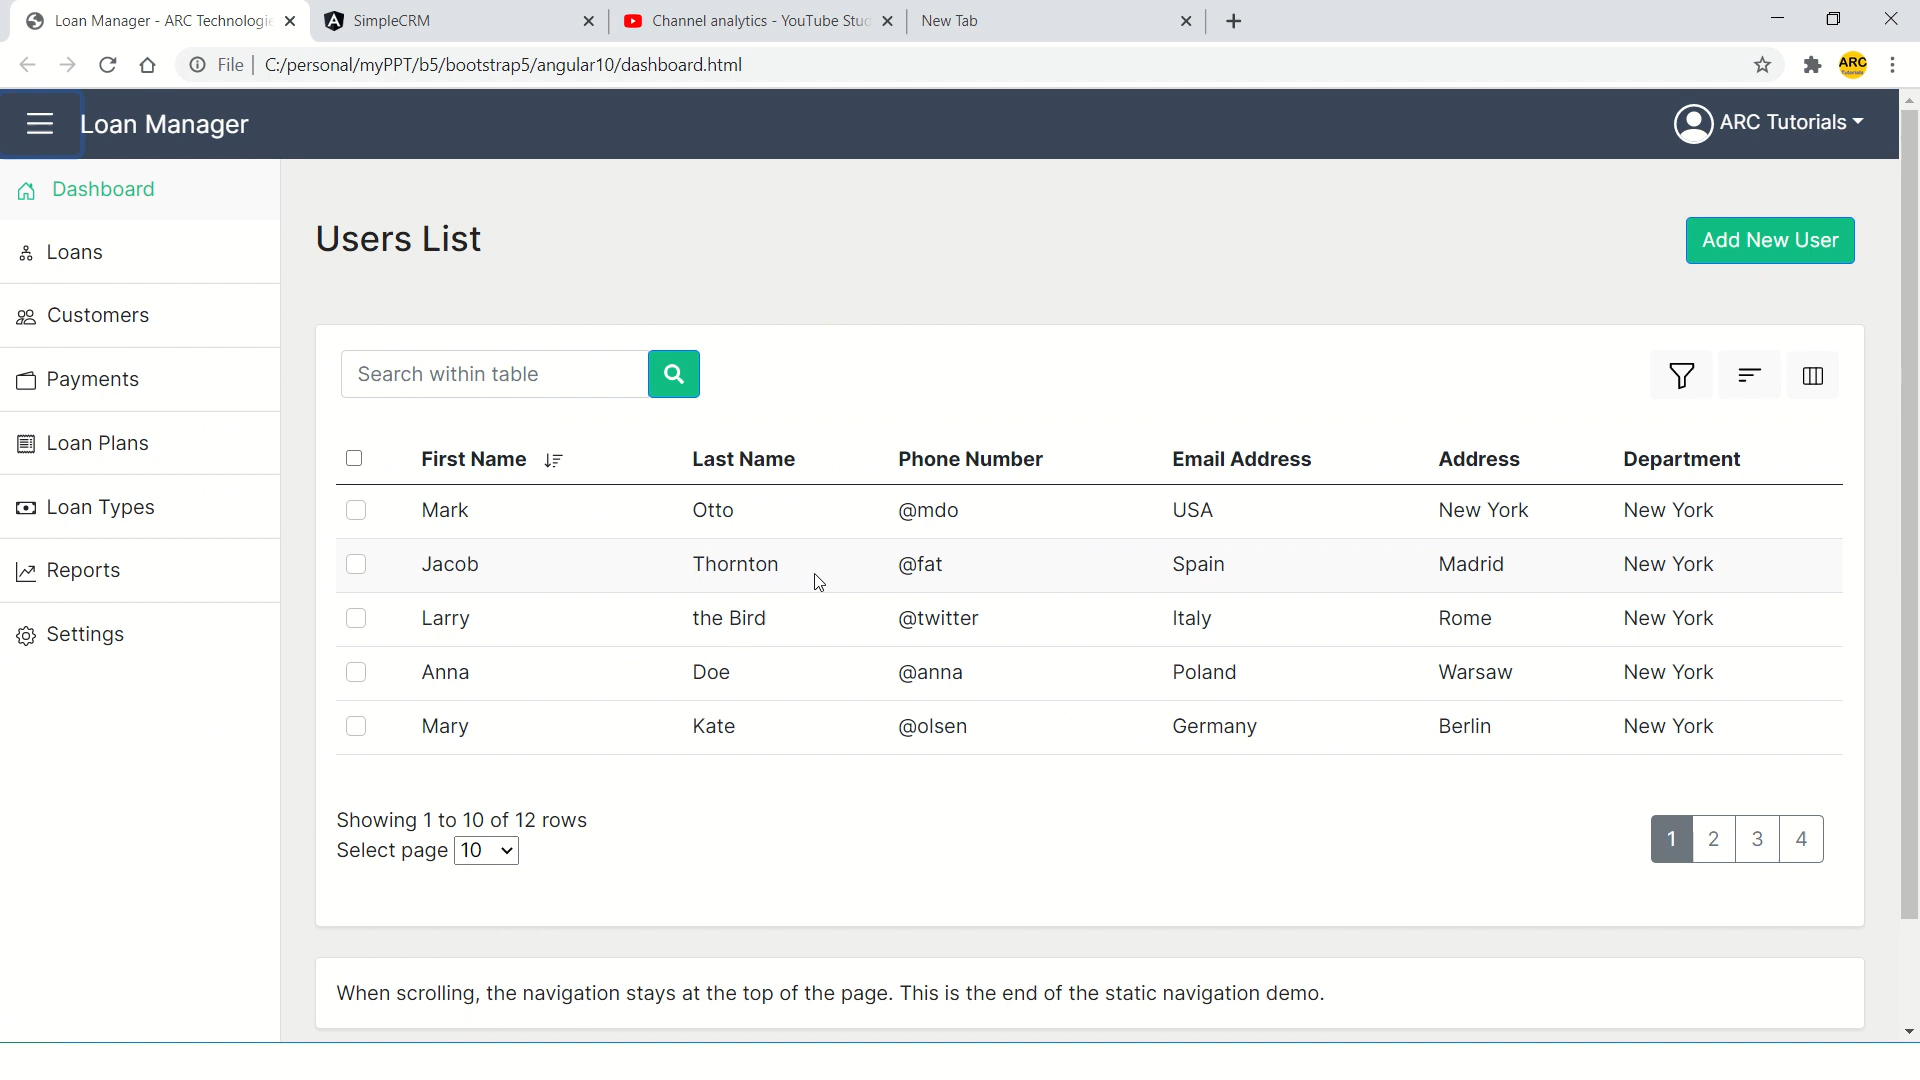 Loan Manager - ARC Technologie
SimpleCRM
Channel analytics - YouTube Stud
New Tab
File
C:/personal/myPPT/b5/bootstrap5/angular10/dashboard.html
ARC
Tutorials
Loan Manager
ARC Tutorials
Dashboard
Loans
Customers
Payments
Loan Plans
Loan Types
Reports
Settings
Users List
Add New User
Search within table
First Name Last Name Phone Number Email Address Address Department
Mark Otto @mdo USA New York New York
Jacob Thornton @fat Spain Madrid New York
Larry the Bird @twitter Italy Rome New York
Anna Doe @anna Poland Warsaw New York
Mary Kate @olsen Germany Berlin New York
Showing 1 to 10 of 12 rows
Select page 10
1 2 3 4
When scrolling, the navigation stays at the top of the page. This is the end of the static navigation demo.